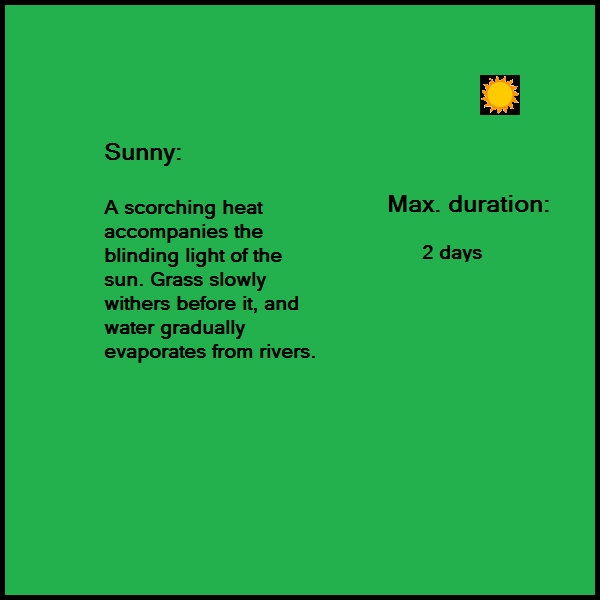 Sunny:
A scorching heat
accompanies the
blinding light of the
sun. Grass slowly
withers before it, and
water gradually
evaporates from rivers.
Max. duration:
2 days